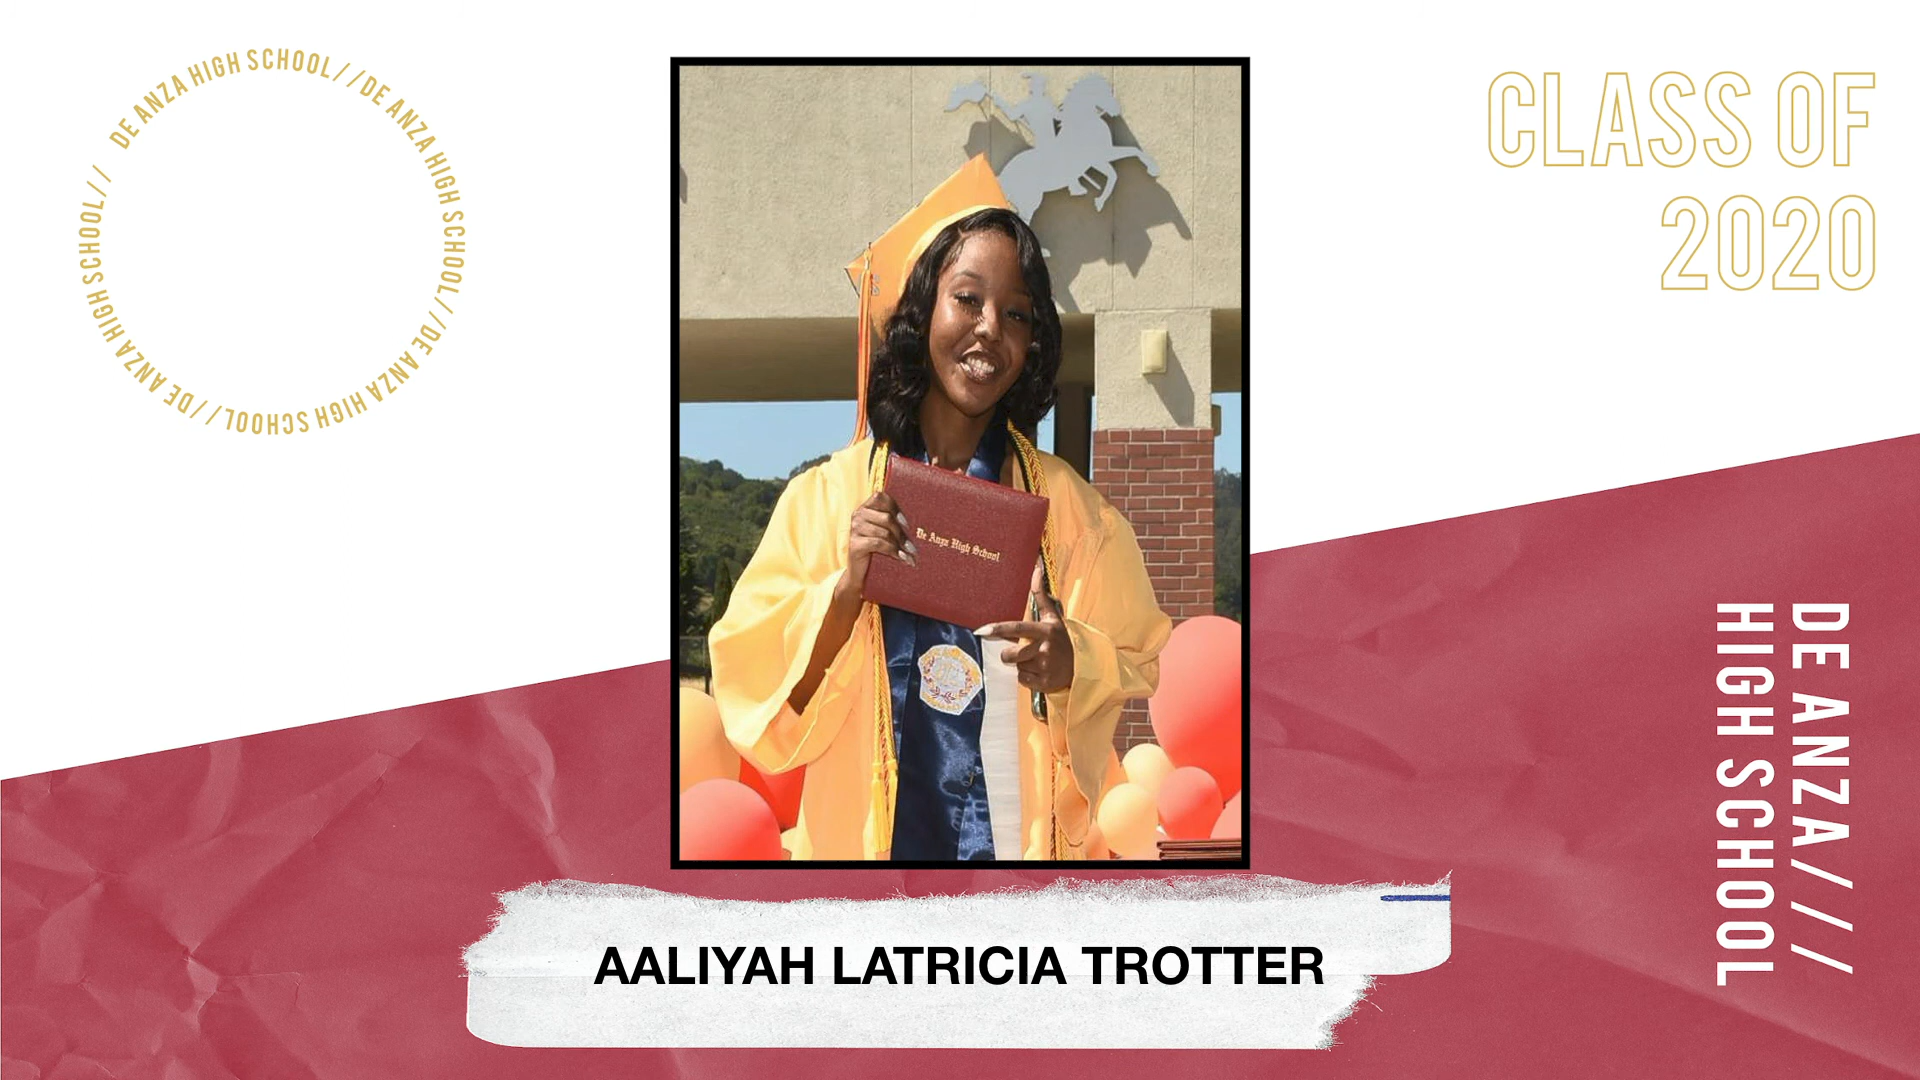 DE ANZA HIGH SCHOOL//DE ANZA HIGH SCHOOL//DE ANZA HIGH SCHOOL//DE ANZA HIGH SCHOOL//
CLASS OF
2020
De Anza High School
DE ANZA///
HIGH SCHOOL
AALIYAH LATRICIA TROTTER